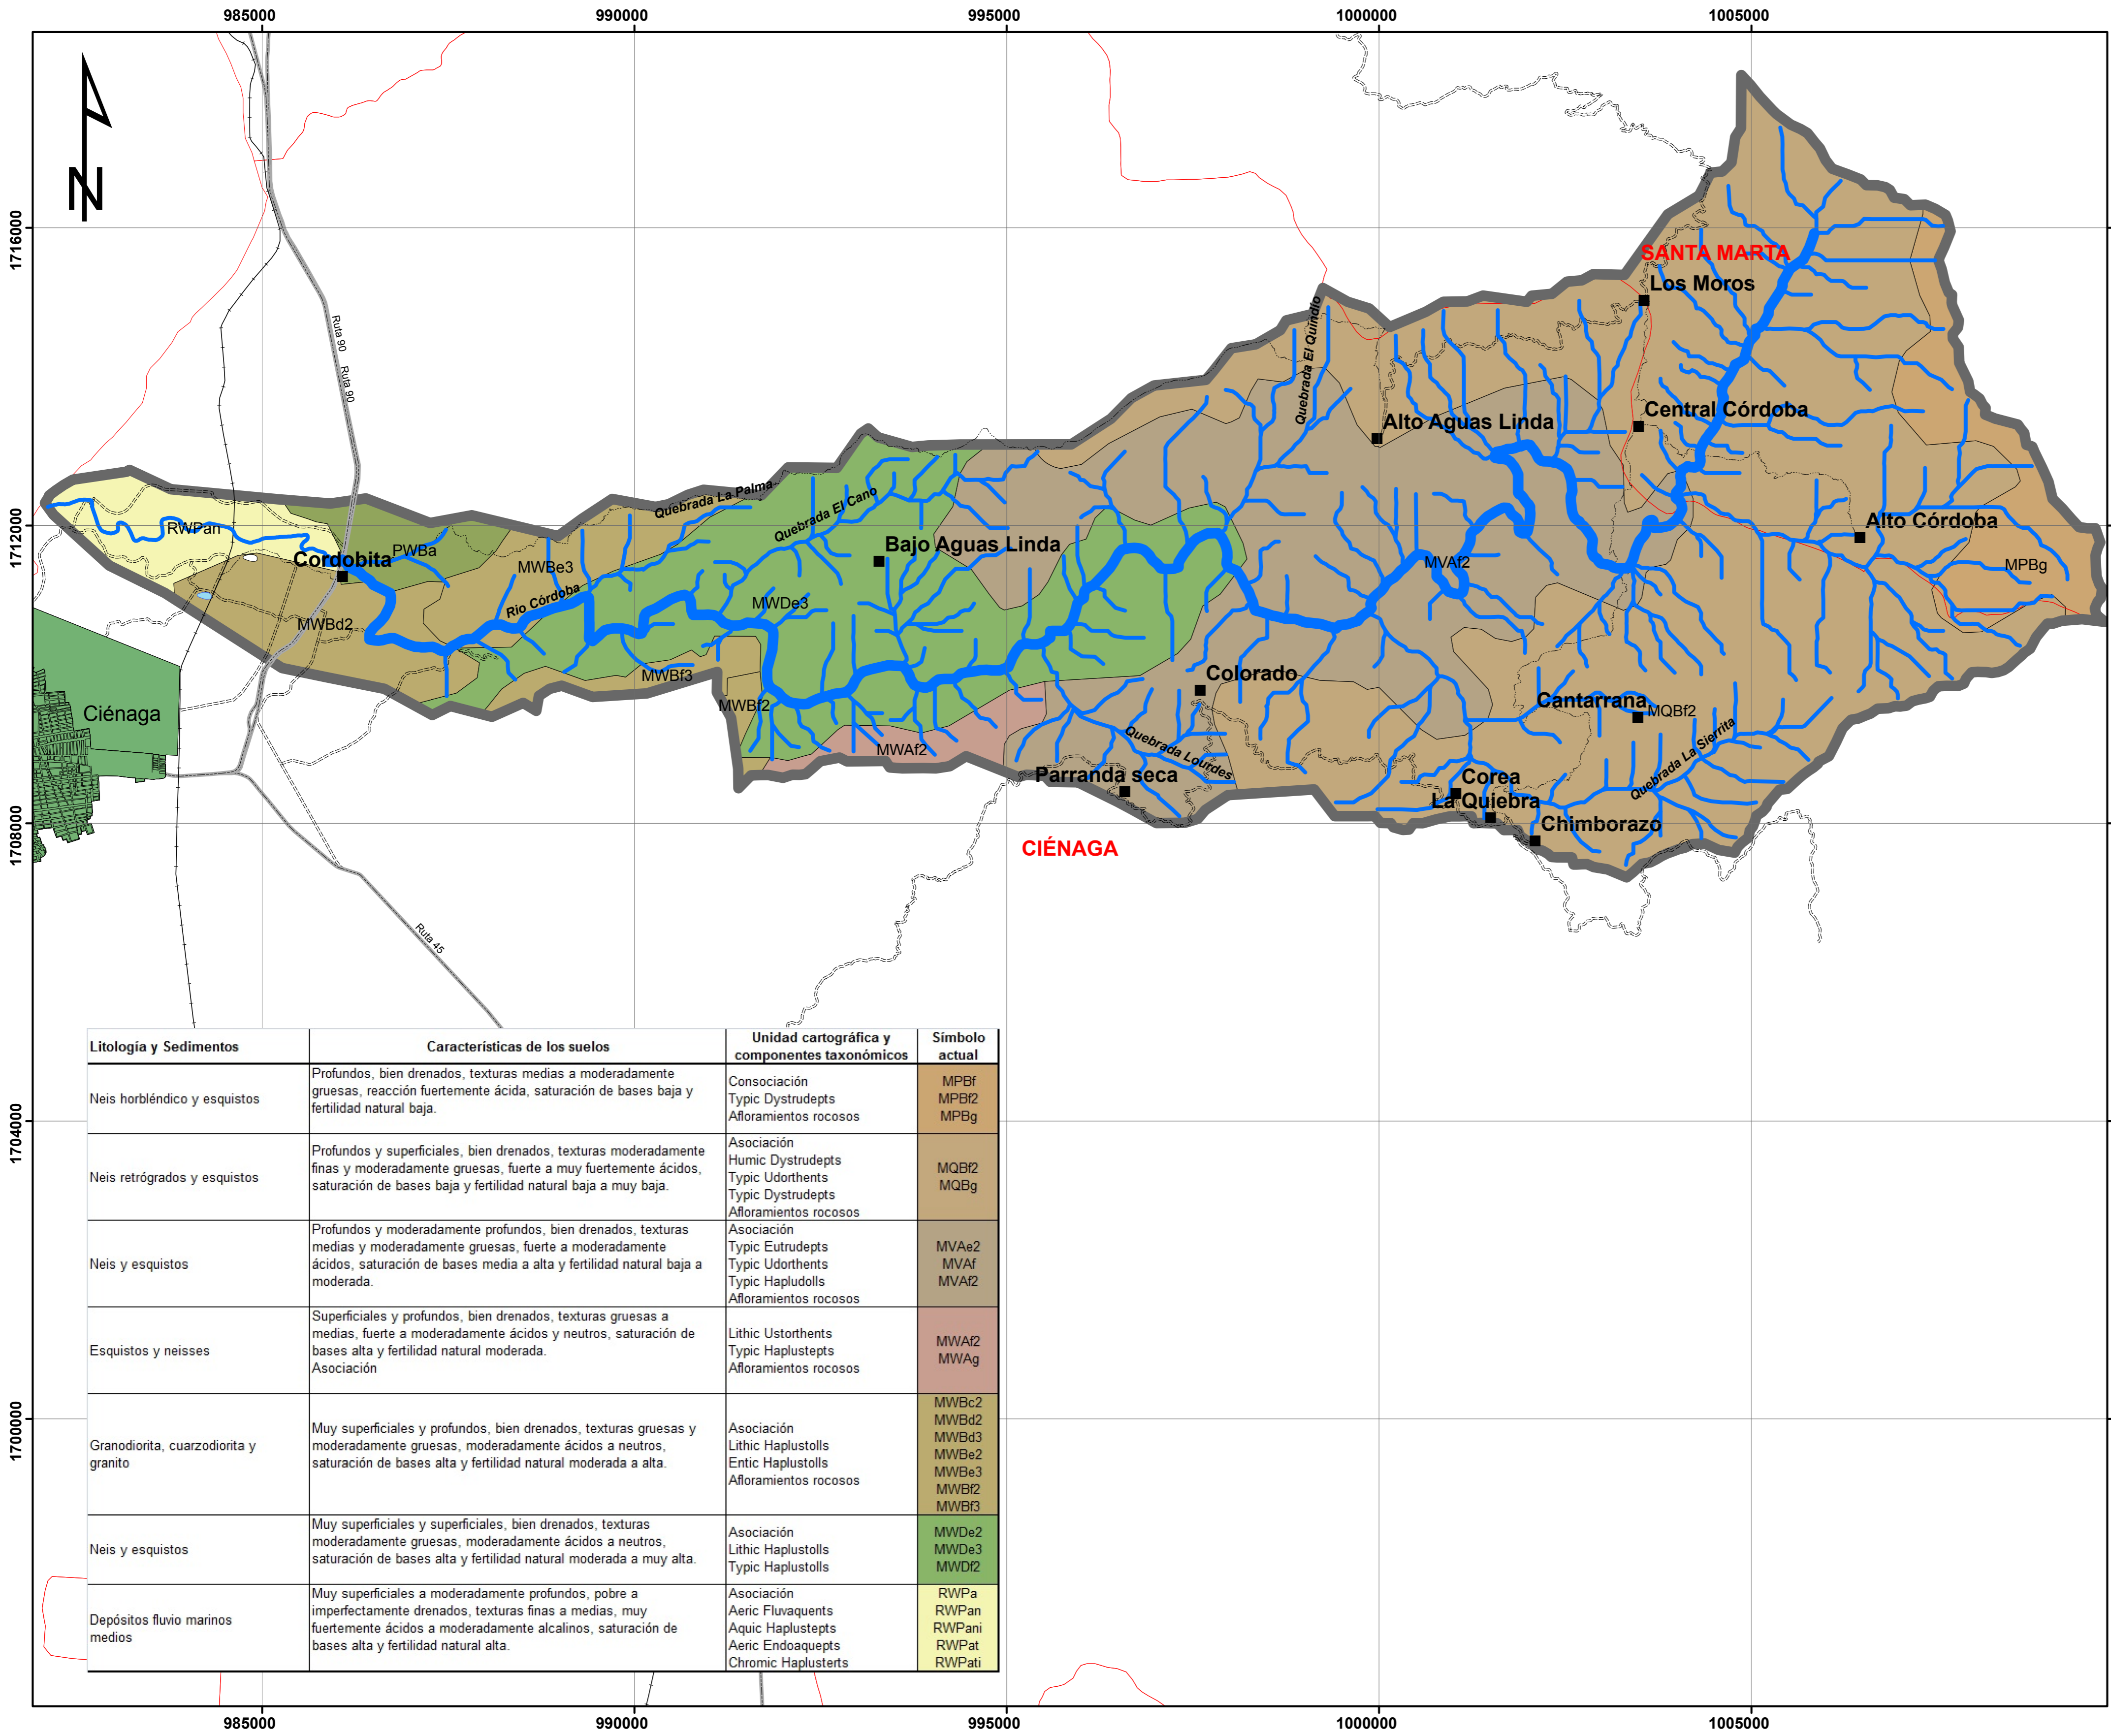 985000 990000 995000 1000000 1005000
1716000
1712000
1708000
1704000
1700000
N
Ruta 90
Ruta 90
SANTA MARTA
Los Moros
Quebrada El Quindío
Alto Aguas Linda
Central Córdoba
Quebrada La Palma
Quebrada El Cano
RWPan
Cordobita
PWBa
MWBe3
Bajo Aguas Linda
Alto Córdoba
MVAf2
MPBg
Rio Córdoba
MWDe3
MWBd2
MWBf3
Colorado
MWBf2
Cantarrana
MQBf2
Ciénaga
MWAf2
Quebrada Lourdes
Quebrada La Sierrita
Parranda seca
Corea
La Quiebra
Chimborazo
CIÉNAGA
Ruta 45
Litología y Sedimentos
Características de los suelos
Unidad cartográfica y
componentes taxonómicos
Símbolo
actual
Neis horbléndico y esquistos
Profundos, bien drenados, texturas medias a moderadamente
gruesas, reacción fuertemente ácida, saturación de bases baja y
fertilidad natural baja.
Consociación
Typic Dystrudepts
Afloramientos rocosos
MPBf
MPBf2
MPBg
Neis retrógrados y esquistos
Profundos y superficiales, bien drenados, texturas moderadamente
finas y moderadamente gruesas, fuerte a muy fuertemente ácidos,
saturación de bases baja y fertilidad natural baja a muy baja.
Asociación
Humic Dystrudepts
Typic Udorthents
Typic Dystrudepts
Afloramientos rocosos
MQBf2
MQBg
Neis y esquistos
Profundos y moderadamente profundos, bien drenados, texturas
medias y moderadamente gruesas, fuerte a moderadamente
ácidos, saturación de bases media a alta y fertilidad natural baja a
moderada.
Asociación
Typic Eutrudepts
Typic Udorthents
Typic Hapludolls
Afloramientos rocosos
MVAe2
MVAf
MVAf2
Esquistos y neisses
Superficiales y profundos, bien drenados, texturas gruesas a
medias, fuerte a moderadamente ácidos y neutros, saturación de
bases alta y fertilidad natural moderada.
Asociación
Lithic Ustorthents
Typic Haplustepts
Afloramientos rocosos
MWAf2
MWAg
Granodiorita, cuarzodiorita y
granito
Muy superficiales y profundos, bien drenados, texturas gruesas y
moderadamente gruesas, moderadamente ácidos a neutros,
saturación de bases alta y fertilidad natural moderada a alta.
Asociación
Lithic Haplustolls
Entic Haplustolls
Afloramientos rocosos
MWBc2
MWBd2
MWBd3
MWBe2
MWBe3
MWBf2
MWBf3
Neis y esquistos
Muy superficiales y superficiales, bien drenados, texturas
moderadamente gruesas, moderadamente ácidos a neutros,
saturación de bases alta y fertilidad natural moderada a muy alta.
Asociación
Lithic Haplustolls
Typic Haplustolls
MWDe2
MWDe3
MWDf2
Depósitos fluvio marinos
medios
Muy superficiales a moderadamente profundos, pobre a
imperfectamente drenados, texturas finas a medias, muy
fuertemente ácidos a moderadamente alcalinos, saturación de
bases alta y fertilidad natural alta.
Asociación
Aeric Fluvaquents
Aquic Haplustepts
Aeric Endoaquepts
Chromic Haplusterts
RWPa
RWPan
RWPani
RWPat
RWPati
985000 990000 995000 1000000 1005000